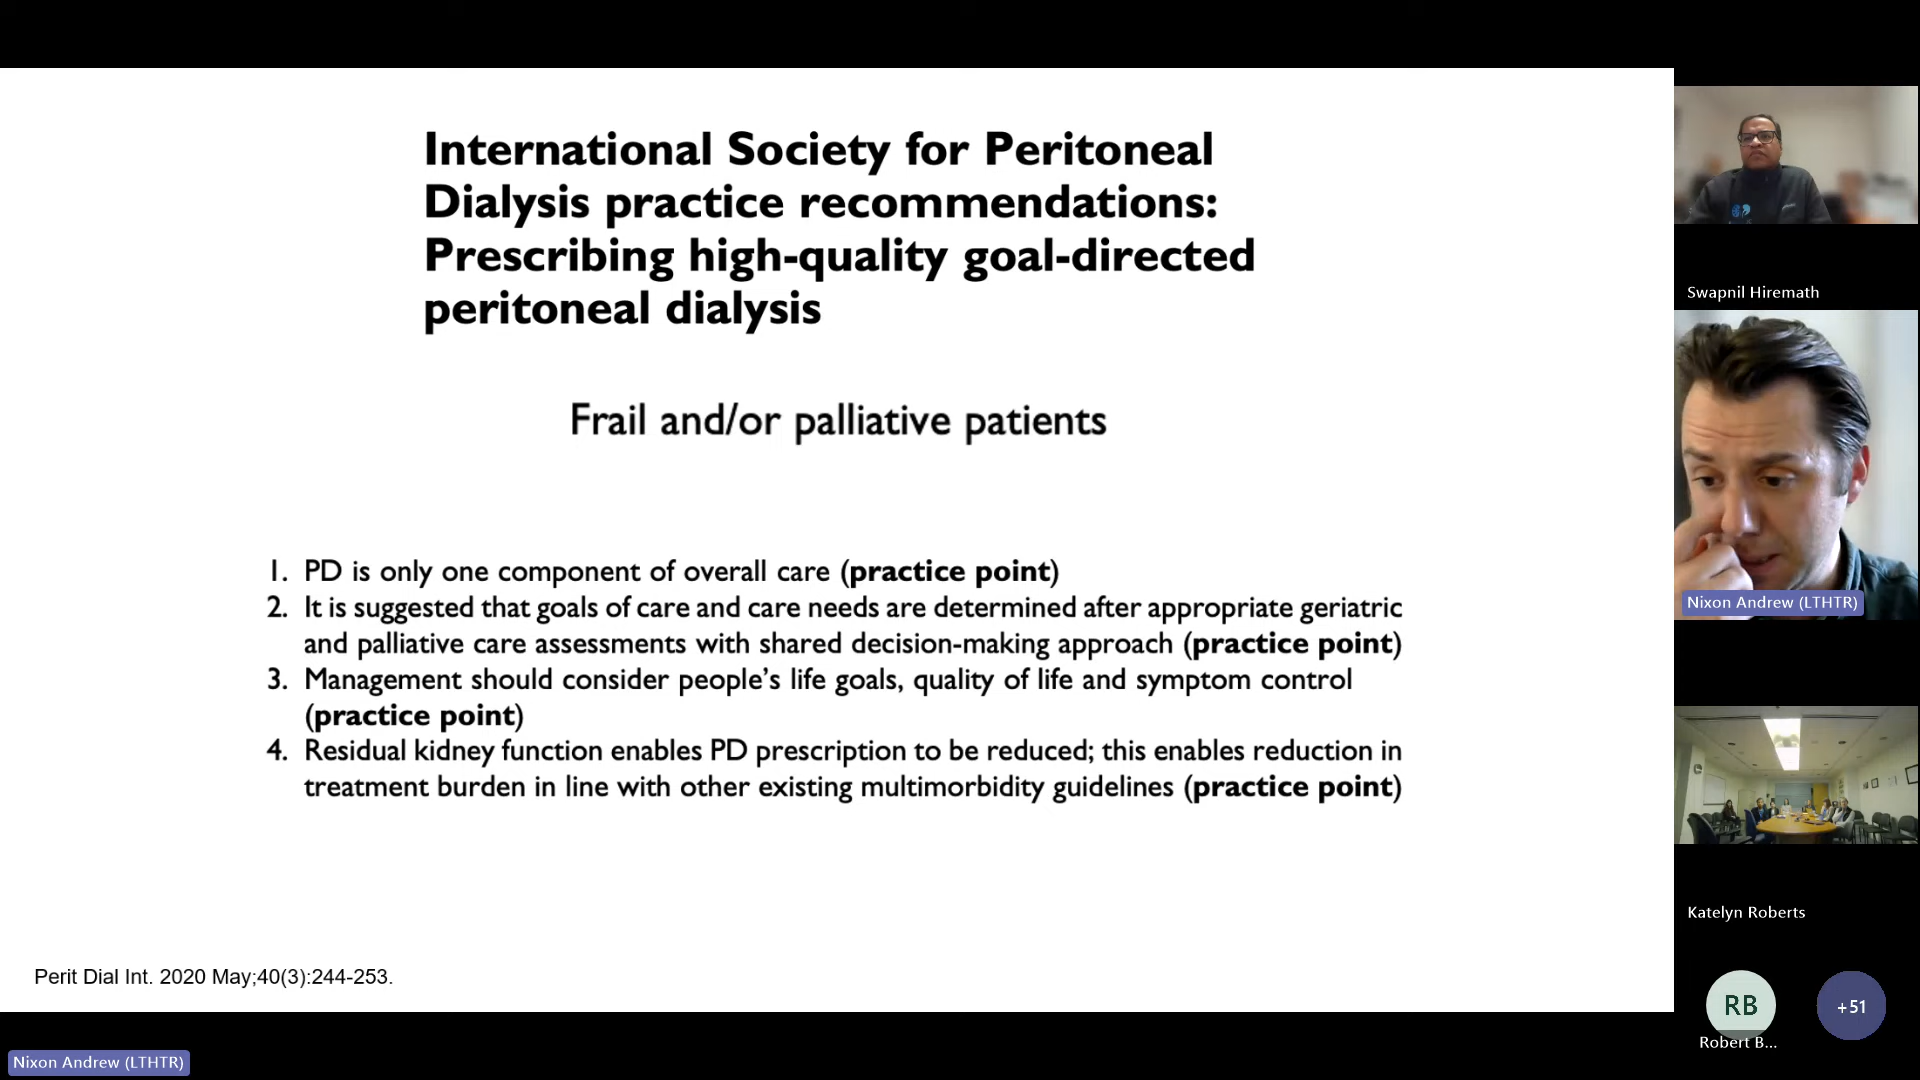 International Society for Peritoneal
Dialysis practice recommendations:
Prescribing high-quality goal-directed
peritoneal dialysis
Frail and/or palliative patients
1. PD is only one component of overall care (practice point)
2. It is suggested that goals of care and care needs are determined after appropriate geriatric
and palliative care assessments with shared decision-making approach (practice point)
3. Management should consider people's life goals, quality of life and symptom control
(practice point)
4. Residual kidney function enables PD prescription to be reduced; this enables reduction in
treatment burden in line with other existing multimorbidity guidelines (practice point)
Perit Dial Int. 2020 May;40(3):244-253.
Nixon Andrew (LTHTR)
Swapnil Hiremath
Nixon Andrew (LTHTR)
Katelyn Roberts
RB
Robert B...
+51